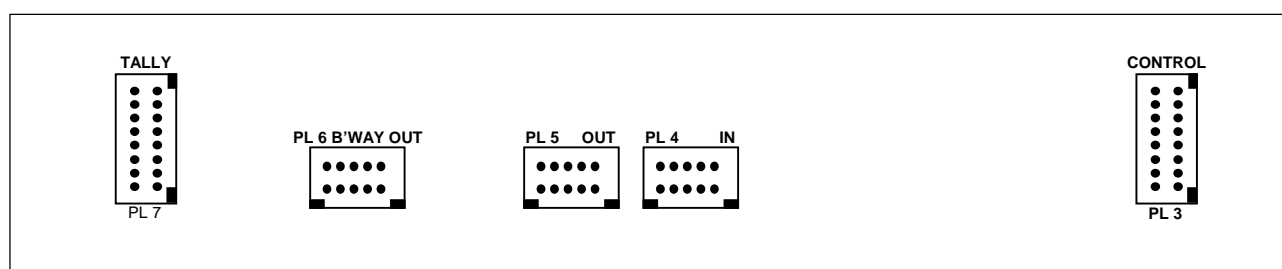 TALLY
CONTROL
PL 6 B'WAY OUT
PL 5 OUT
PL 4 IN
PL 7
PL 3